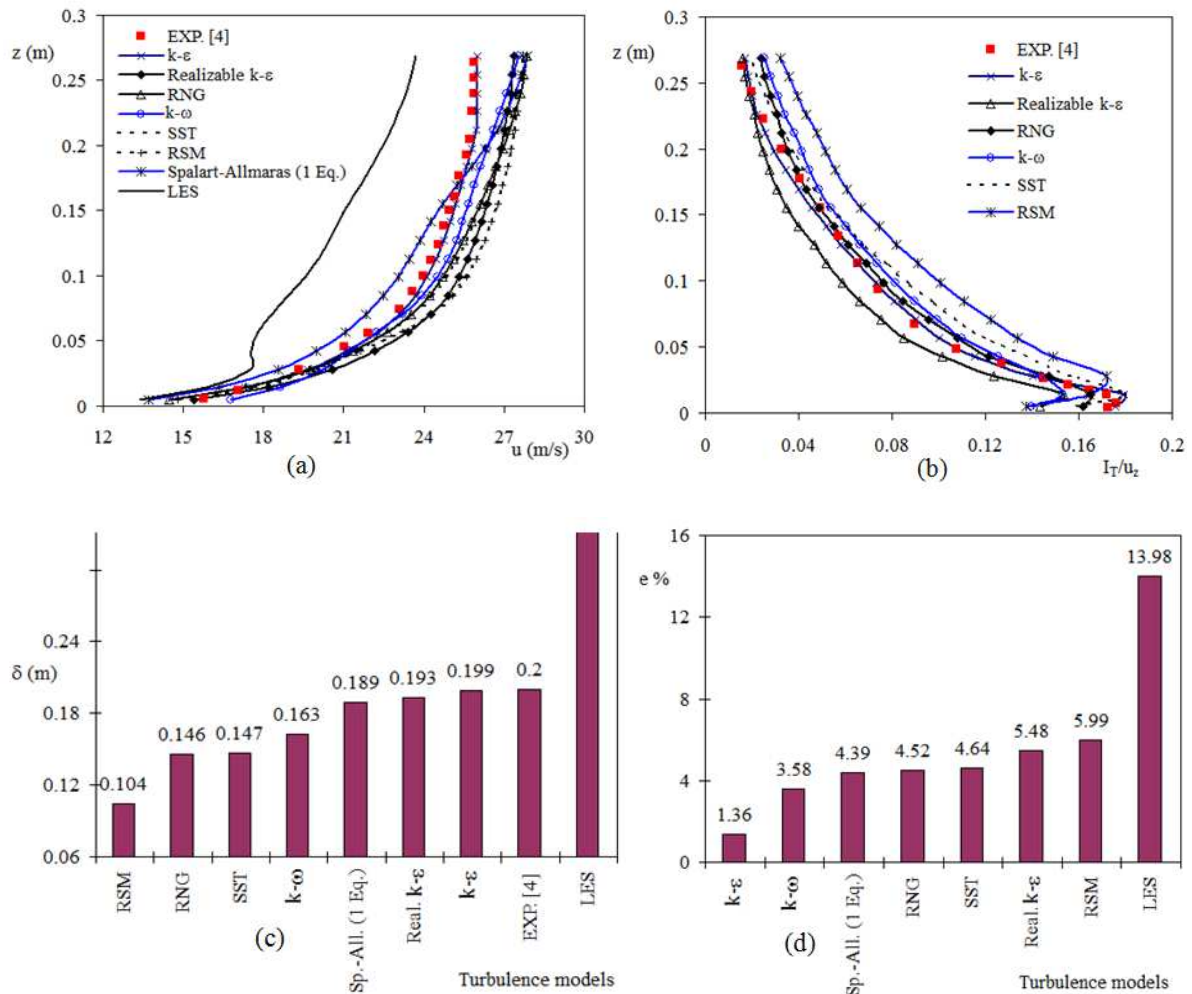 0.3
z (m)
0.25
0.2
0.15
0.1
0.05
0
12
15
18
21
24
27
30
u (m/s)
EXP. [4]
k-ε
Realizable k-ε
RNG
k-ω
SST
RSM
Spalart-Allmaras (1 Eq.)
LES
(a)
0.3
z (m)
0.25
0.2
0.15
0.1
0.05
0
0
0.04
0.08
0.12
0.16
0.2
I_T/u_z
EXP. [4]
k-ε
Realizable k-ε
RNG
k-ω
SST
RSM
(b)
0.24
δ (m)
0.18
0.12
0.06
0.104
0.146
0.147
0.163
0.189
0.193
0.199
0.2
RSM
RNG
SST
k-ω
Sp.-All. (1 Eq.)
Real. k-ε
k-ε
EXP. [4]
LES
(c)
Turbulence models
16
e %
12
8
4
0
1.36
3.58
4.39
4.52
4.64
5.48
5.99
13.98
k-ε
k-ω
Sp.-All. (1 Eq.)
RNG
SST
Real. k-ε
RSM
LES
(d)
Turbulence models